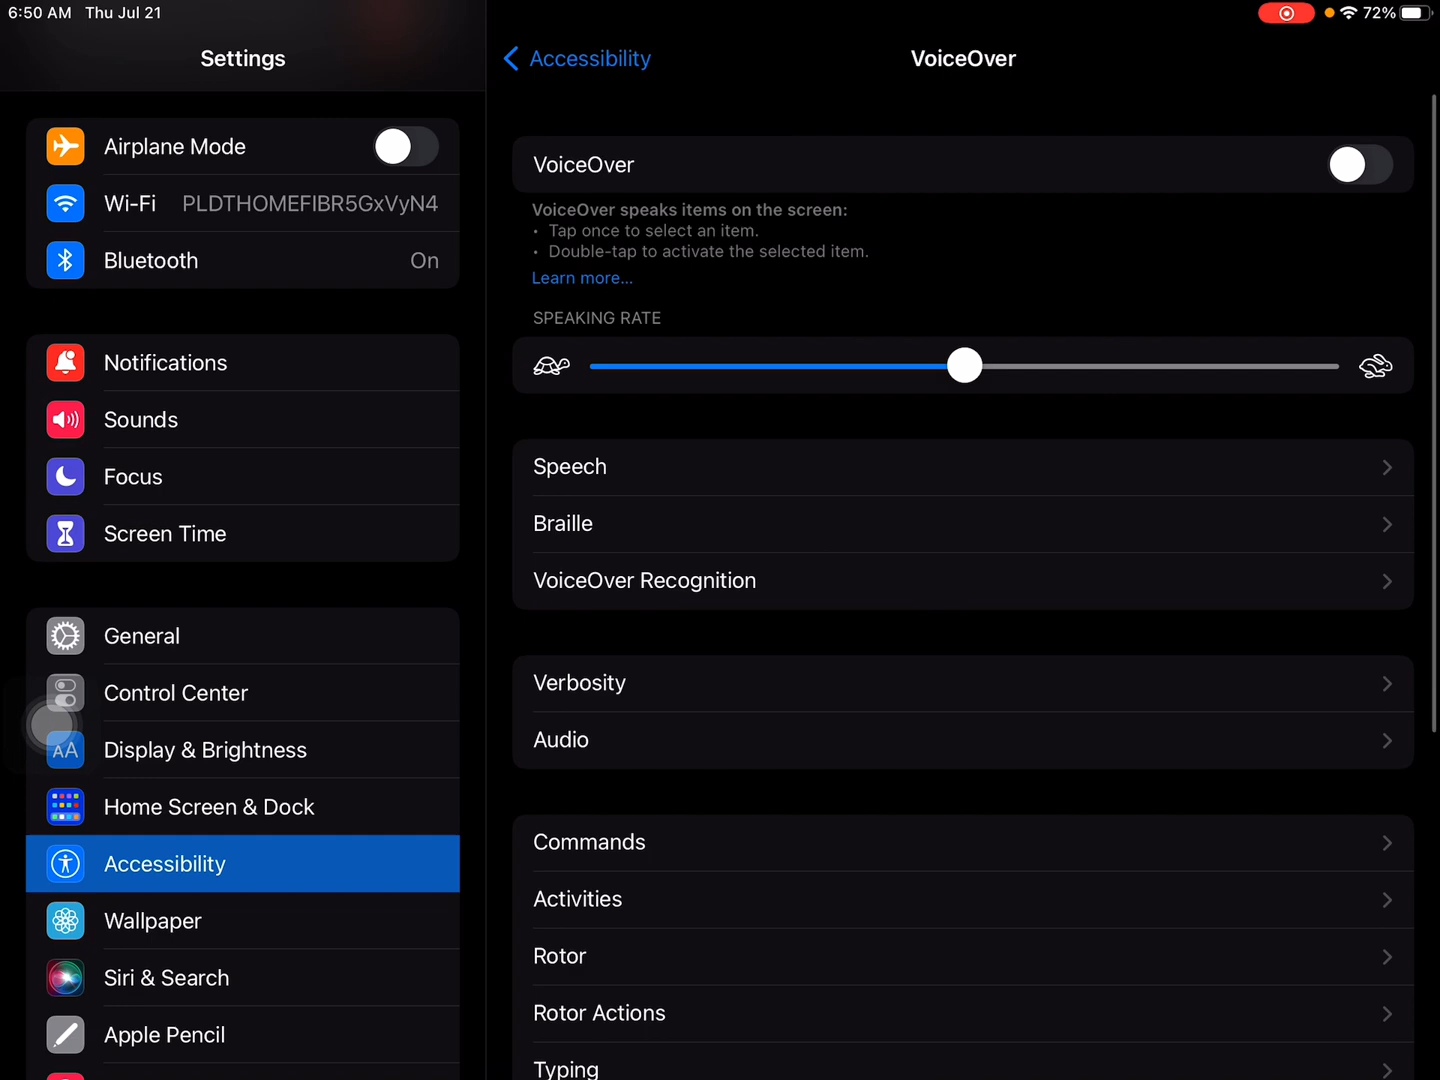 6:50 AM Thu Jul 21
72%
Settings
Airplane Mode
Wi-Fi PLDTHOMEFIBR5GxVyN4
Bluetooth On
Notifications
Sounds
Focus
Screen Time
General
Control Center
AA Display & Brightness
Home Screen & Dock
Accessibility
Wallpaper
Siri & Search
Apple Pencil
Accessibility
VoiceOver
VoiceOver
VoiceOver speaks items on the screen:
• Tap once to select an item.
• Double-tap to activate the selected item.
Learn more...
SPEAKING RATE
Speech
Braille
VoiceOver Recognition
Verbosity
Audio
Commands
Activities
Rotor
Rotor Actions
Typing